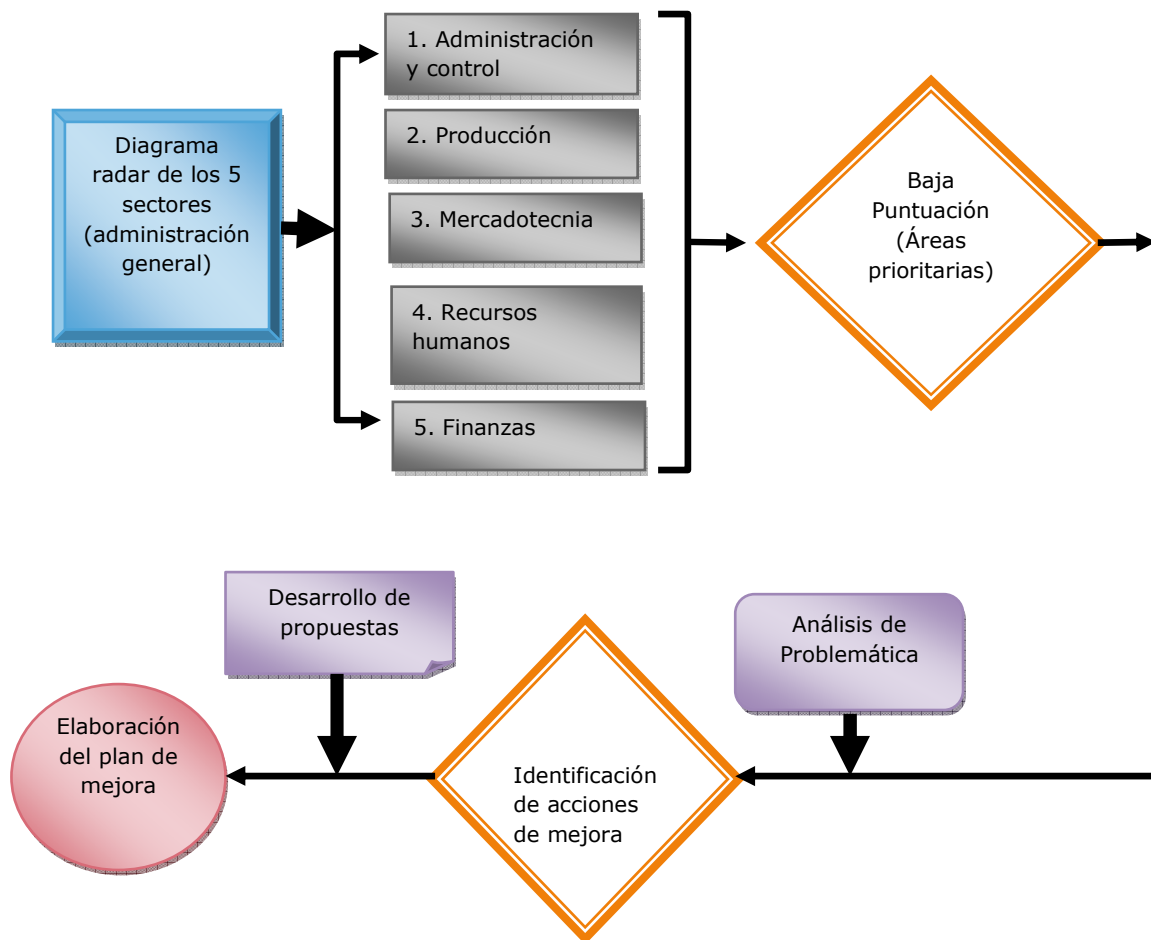 Diagrama
radar de los 5
sectores
(administración
general)
1. Administración
y control
2. Producción
3. Mercadotecnia
4. Recursos
humanos
5. Finanzas
Baja
Puntuación
(Áreas
prioritarias)
Análisis de
Problemática
Identificación
de acciones
de mejora
Desarrollo de
propuestas
Elaboración
del plan de
mejora